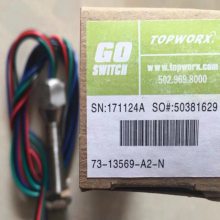 GO
SWITCH
TOPWORX
www.topworx.com
502.969.8000
SN:171124A SO#:50381629
73-13569-A2-N